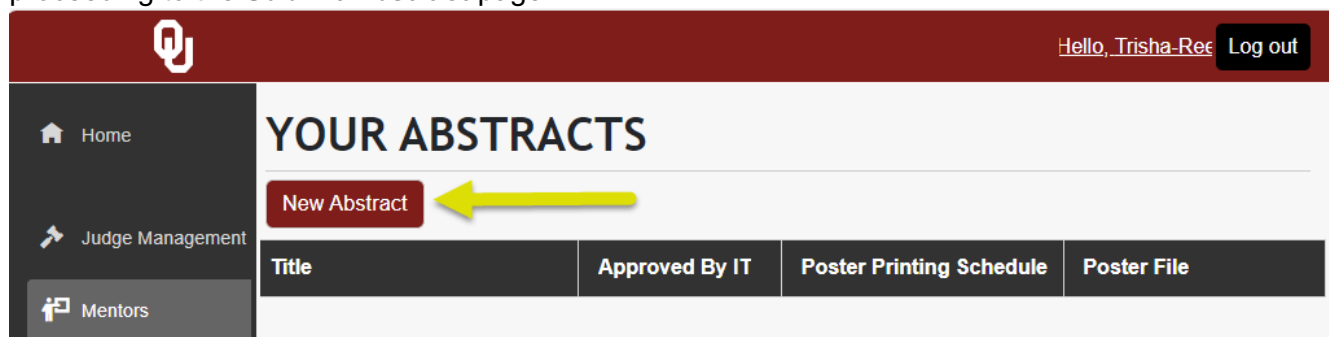 OU
Hello, Trisha-Ree Log out
Home
YOUR ABSTRACTS
New Abstract
Judge Management
Title Approved By IT Poster Printing Schedule Poster File
Mentors